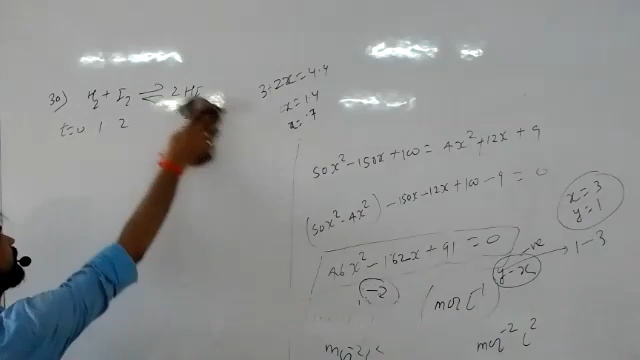 30) H2 + I2 ⇌ 2HI
t=0 1 2
3+2x=4.4
x=1.4
x=.7
50x²-150x+100 = 4x²+12x+9
(50x²-4x²) -150x-12x+100-9 = 0
46x²-162x+91 = 0
x=3
y=1
y-x -ve 1-3
-2
mol⁻² L²